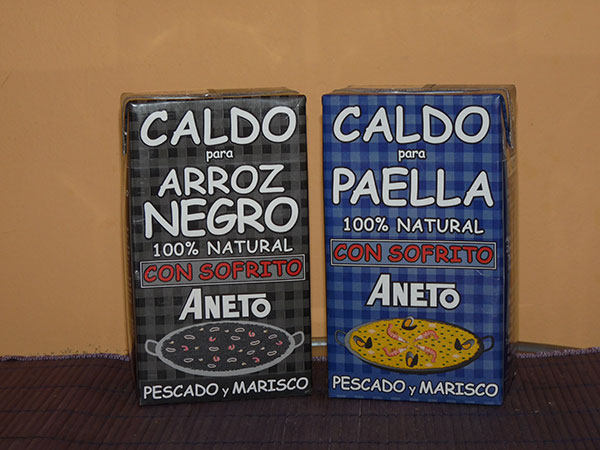 CALDO
para
ARROZ
NEGRO
100% NATURAL
CON SOFRITO
ANETO
PESCADO y MARISCO
CALDO
para
PAELLA
100% NATURAL
CON SOFRITO
ANETO
PESCADO y MARISCO